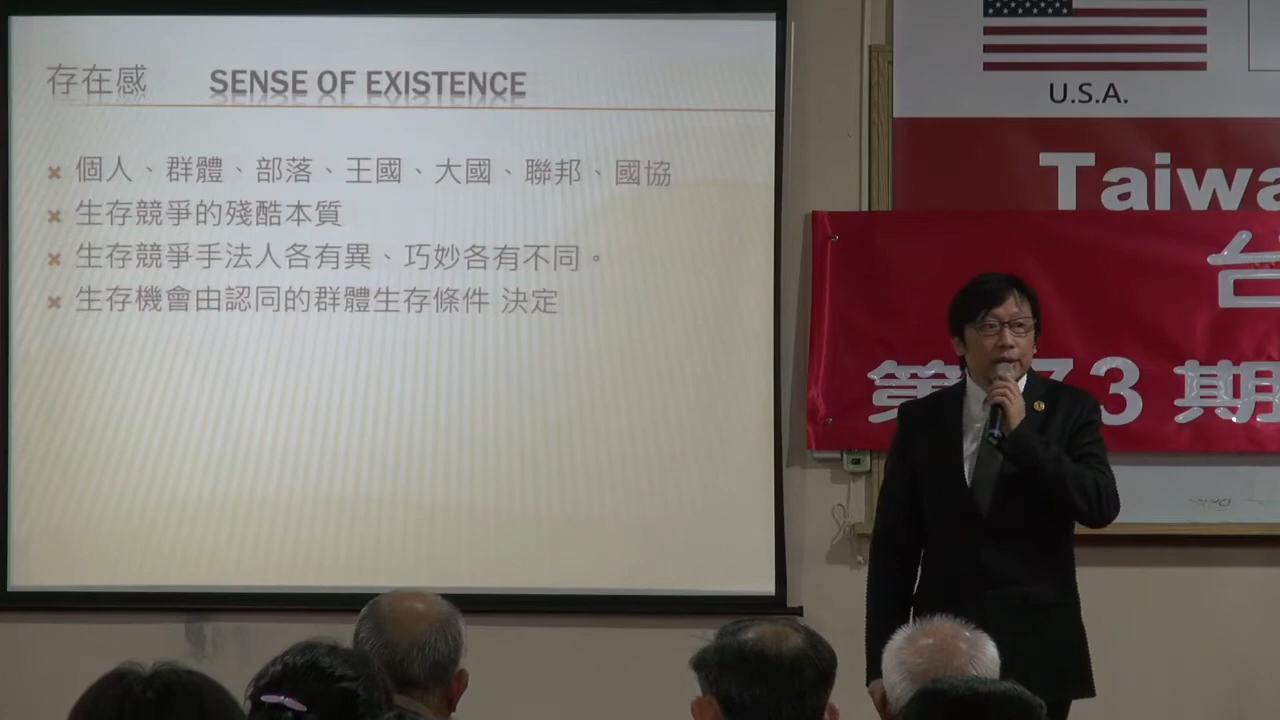 存在感 SENSE OF EXISTENCE
個人、群體、部落、王國、大國、聯邦、國協
生存競爭的殘酷本質
生存競爭手法人各有異、巧妙各有不同。
生存機會由認同的群體生存條件 決定
U.S.A.
Taiwa
台
第 73 期